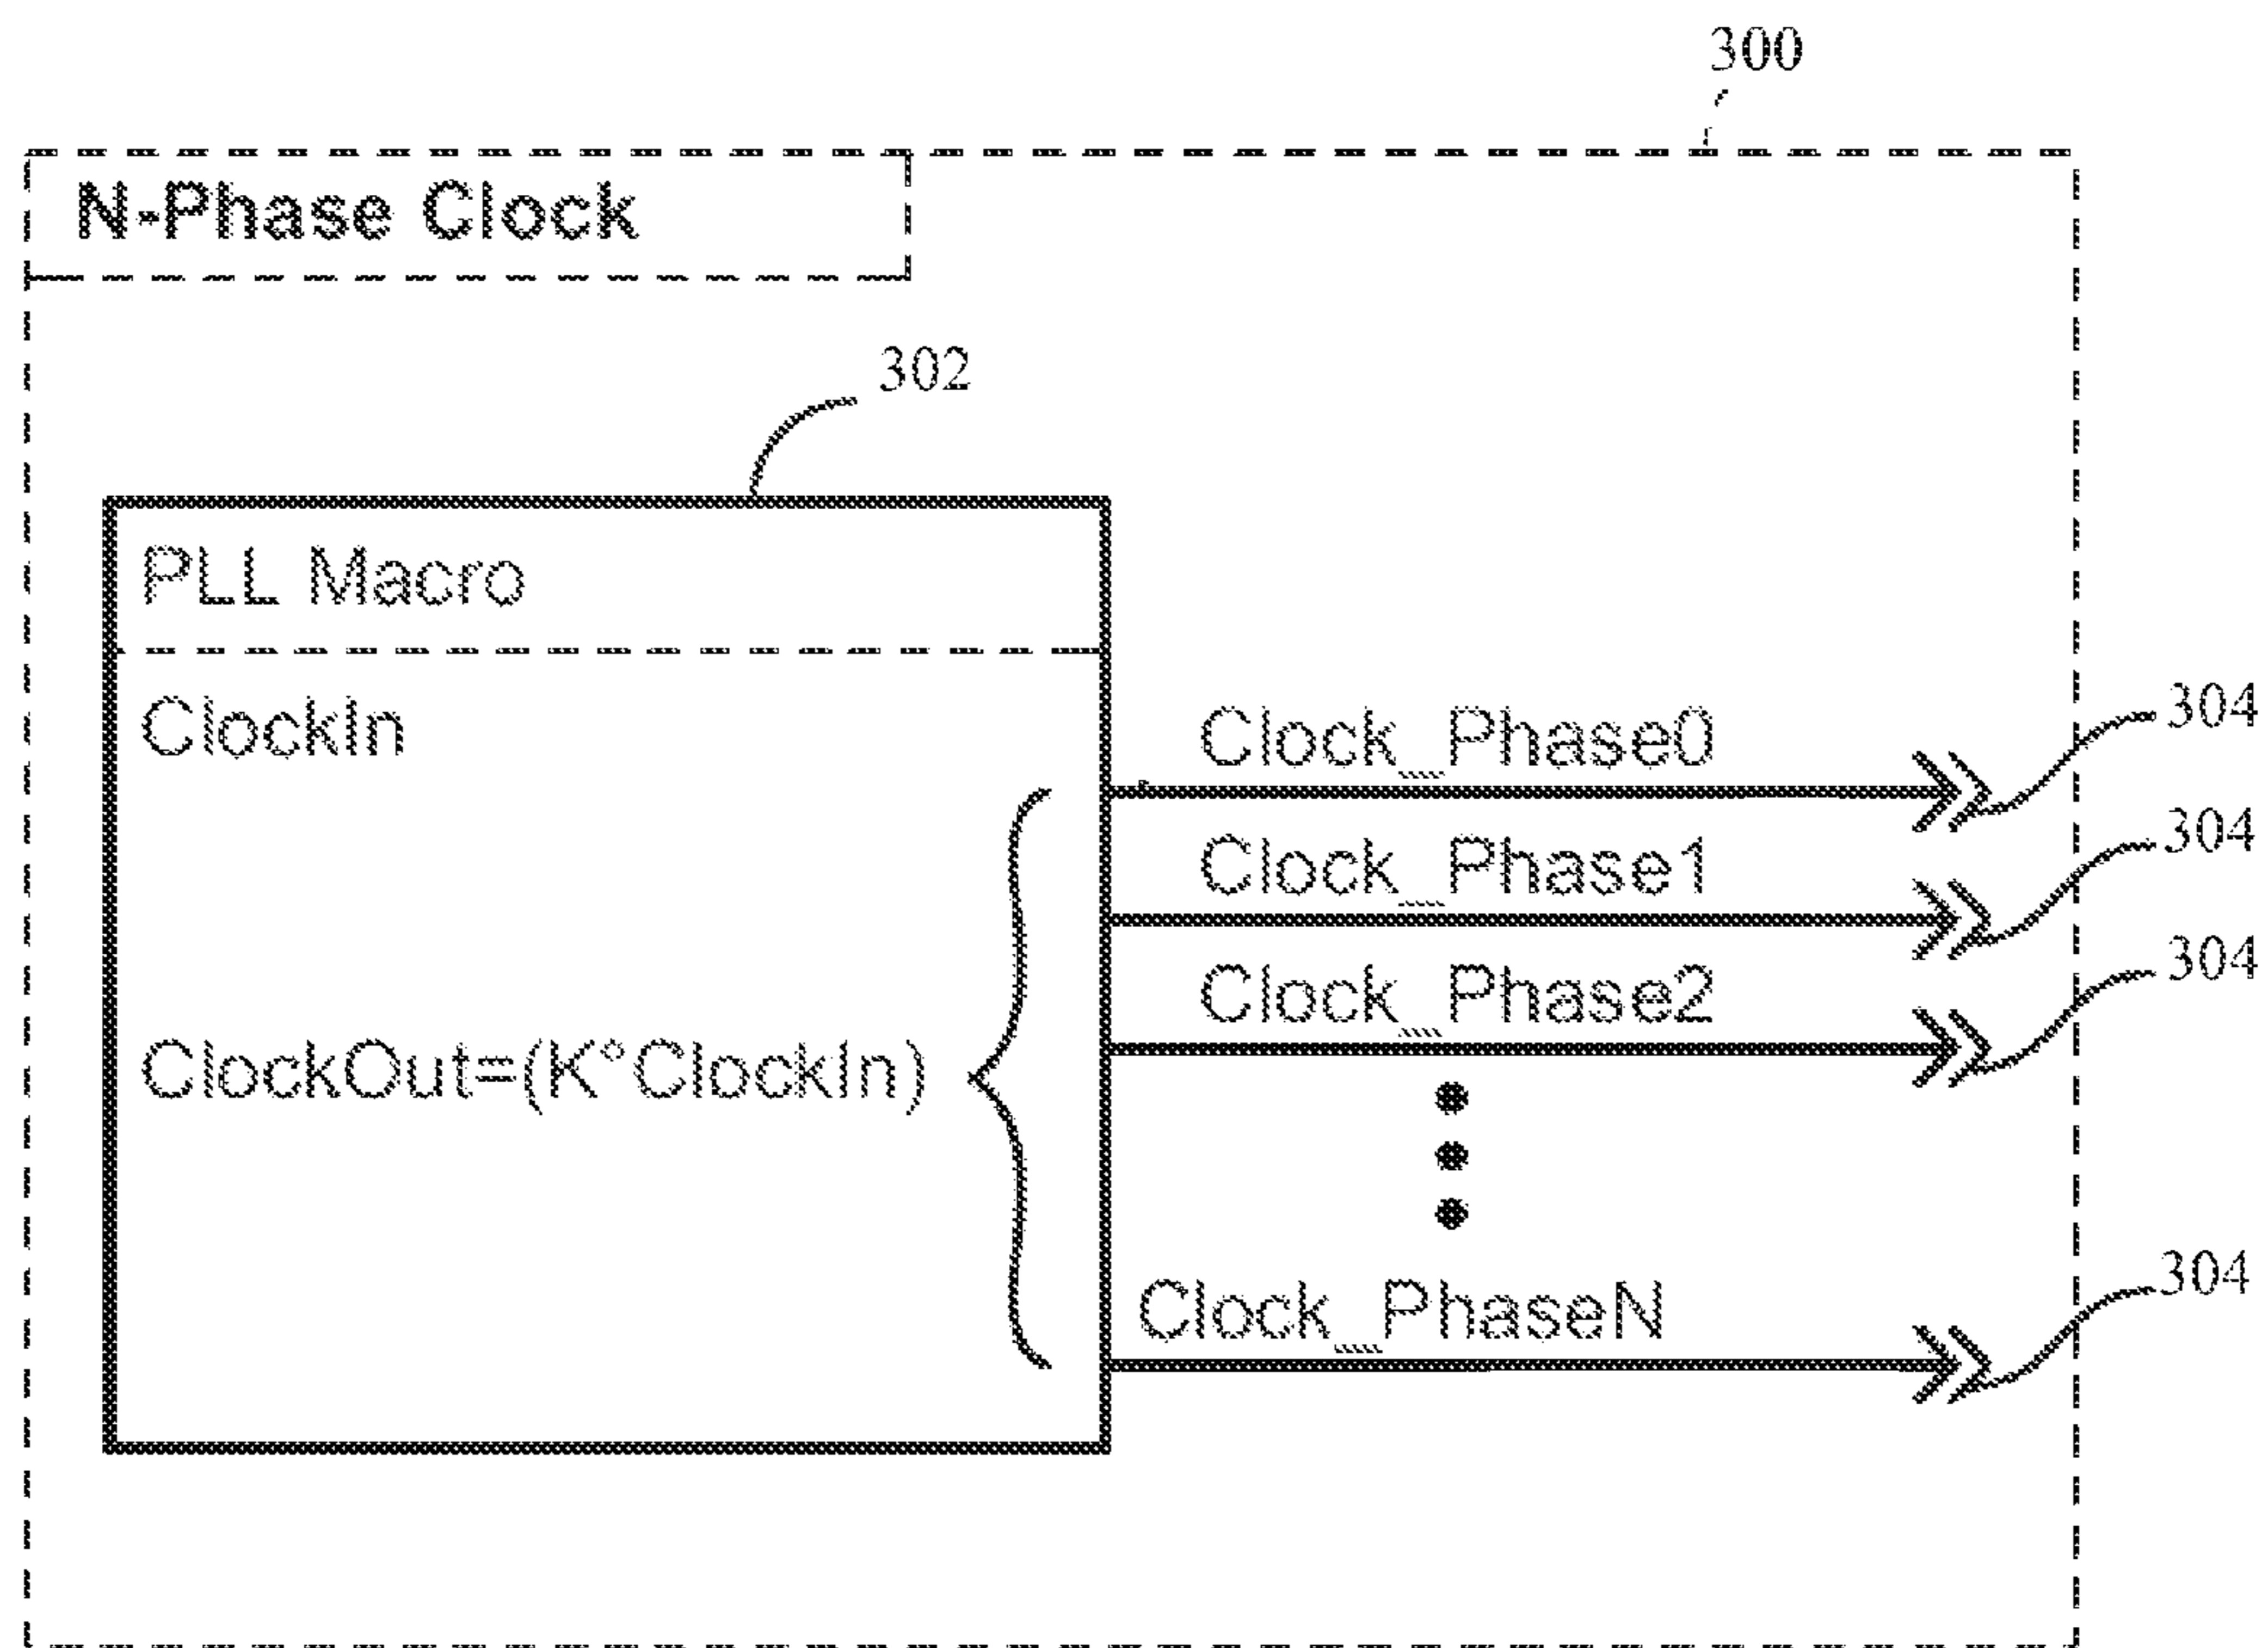 300
N-Phase Clock
302
PLL Macro
ClockIn
Clock_Phase0
304
Clock_Phase1
304
Clock_Phase2
304
ClockOut=(K°ClockIn)
Clock_PhaseN
304